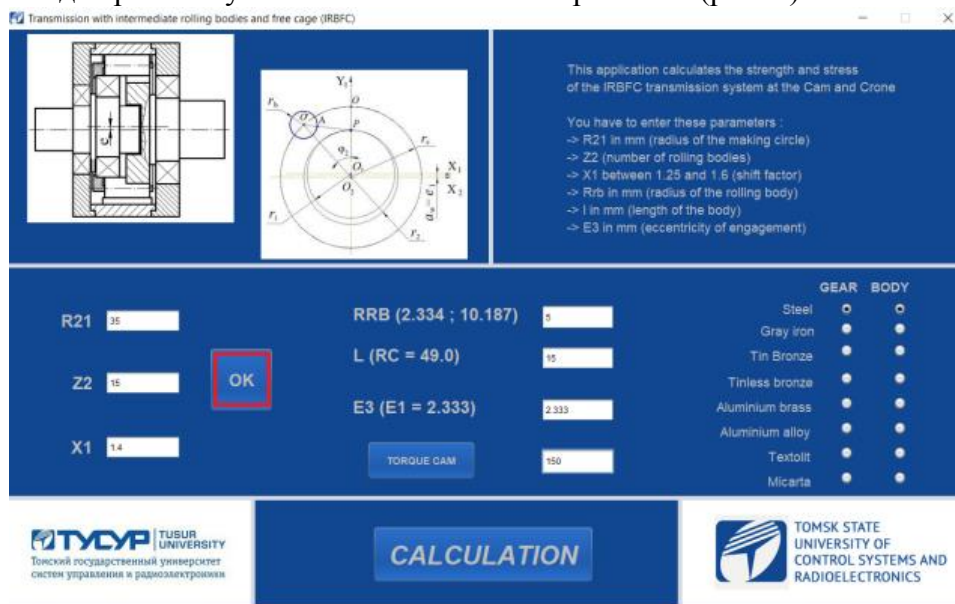 Transmission with intermediate rolling bodies and free cage (IRBFC)
This application calculates the strength and stress
of the IRBFC transmission system at the Cam and Crone
You have to enter these parameters :
-> R21 in mm (radius of the making circle)
-> Z2 (number of rolling bodies)
-> X1 between 1.25 and 1.6 (shift factor)
-> Rrb in mm (radius of the rolling body)
-> l in mm (length of the body)
-> E3 in mm (eccentricity of engagement)
R21 35
Z2 15
X1 1.4
OK
RRB (2.334 ; 10.187) 5
L (RC = 49.0) 15
E3 (E1 = 2.333) 2.333
TORQUE CAM 150
GEAR BODY
Steel
Gray iron
Tin Bronze
Tinless bronze
Aluminium brass
Aluminium alloy
Textolit
Micarta
ТУСУР TUSUR
UNIVERSITY
Томский государственный университет
систем управления и радиоэлектроники
CALCULATION
TOMSK STATE
UNIVERSITY OF
CONTROL SYSTEMS AND
RADIOELECTRONICS